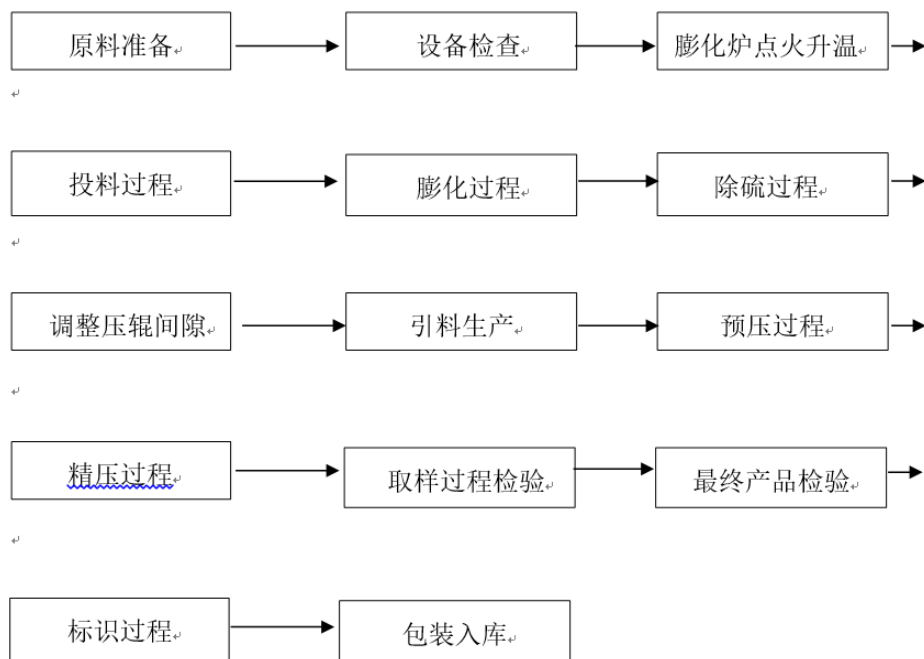 原料准备 设备检查 膨化炉点火升温
投料过程 膨化过程 除硫过程
调整压辊间隙 引料生产 预压过程
精压过程 取样过程检验 最终产品检验
标识过程 包装入库